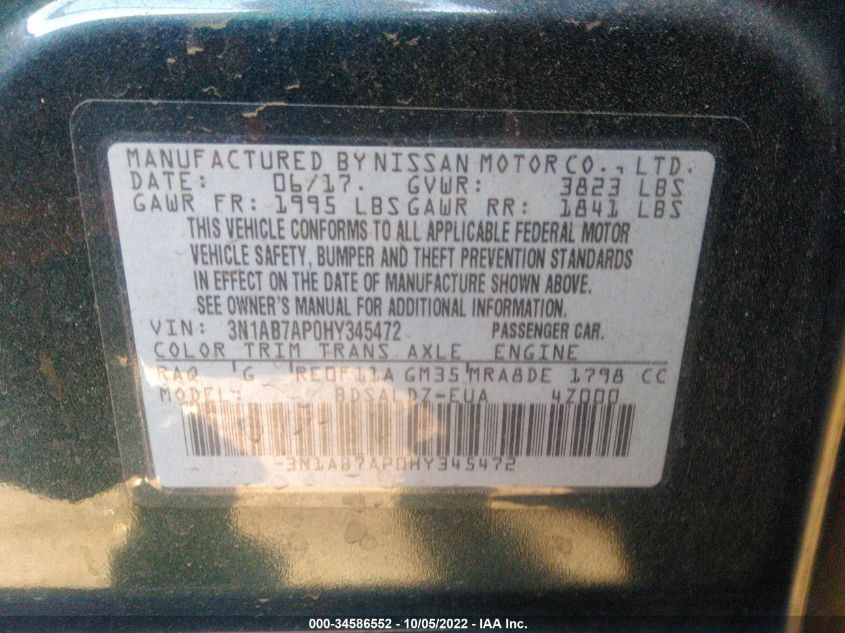 MANUFACTURED BY NISSAN MOTOR CO., LTD.
DATE: 06/17. GVWR: 3823 LBS
GAWR FR: 1995 LBS GAWR RR: 1841 LBS
THIS VEHICLE CONFORMS TO ALL APPLICABLE FEDERAL MOTOR
VEHICLE SAFETY, BUMPER AND THEFT PREVENTION STANDARDS
IN EFFECT ON THE DATE OF MANUFACTURE SHOWN ABOVE.
SEE OWNER'S MANUAL FOR ADDITIONAL INFORMATION.
VIN: 3N1AB7AP0HY345472 PASSENGER CAR.
COLOR TRIM TRANS AXLE ENGINE
RAQ G RE0F11A GM35 MRA8DE 1798 CC
MODEL: BDSALDZ-EUA 4Z000
3N1AB7AP0HY345472
000-34586552 - 10/05/2022 - IAA Inc.